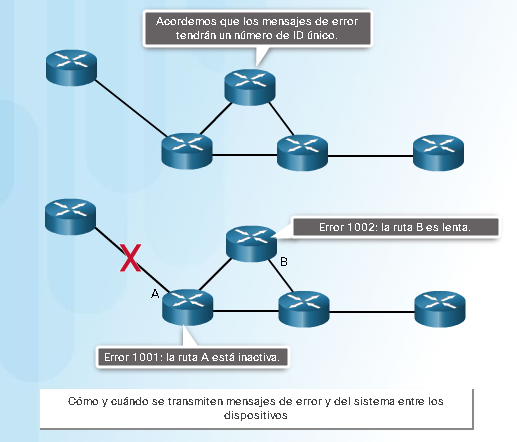 Acordemos que los mensajes de error
tendrán un número de ID único.
Error 1002: la ruta B es lenta.
B
A
Error 1001: la ruta A está inactiva.
Cómo y cuándo se transmiten mensajes de error y del sistema entre los
dispositivos